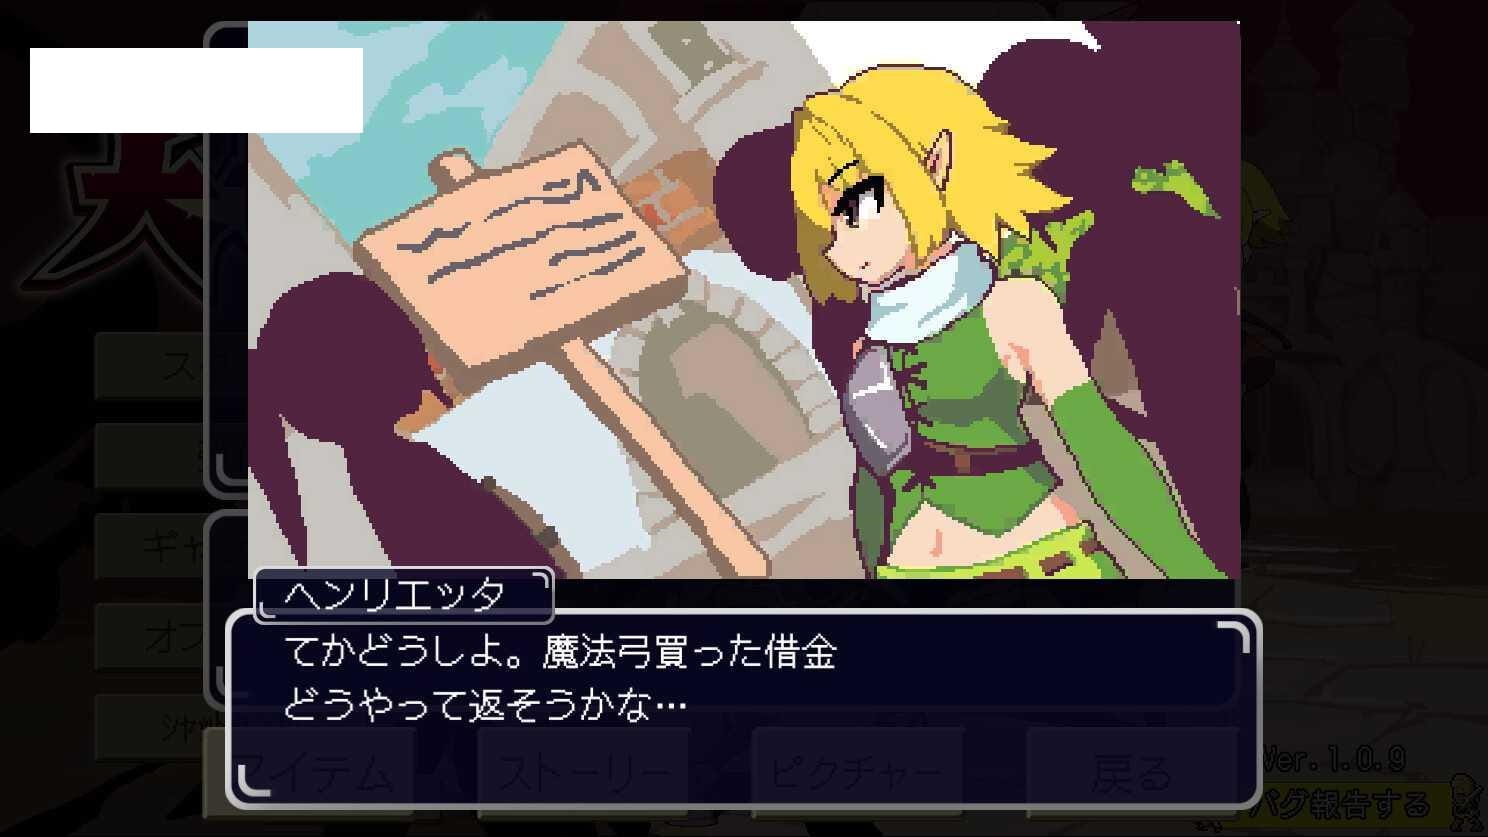 ヘンリエッタ
てかどうしよ。魔法弓買った借金
どうやって返そうかな…
アイテム
ストーリー
ピクチャー
戻る
Ver.1.0.9
バグ報告する